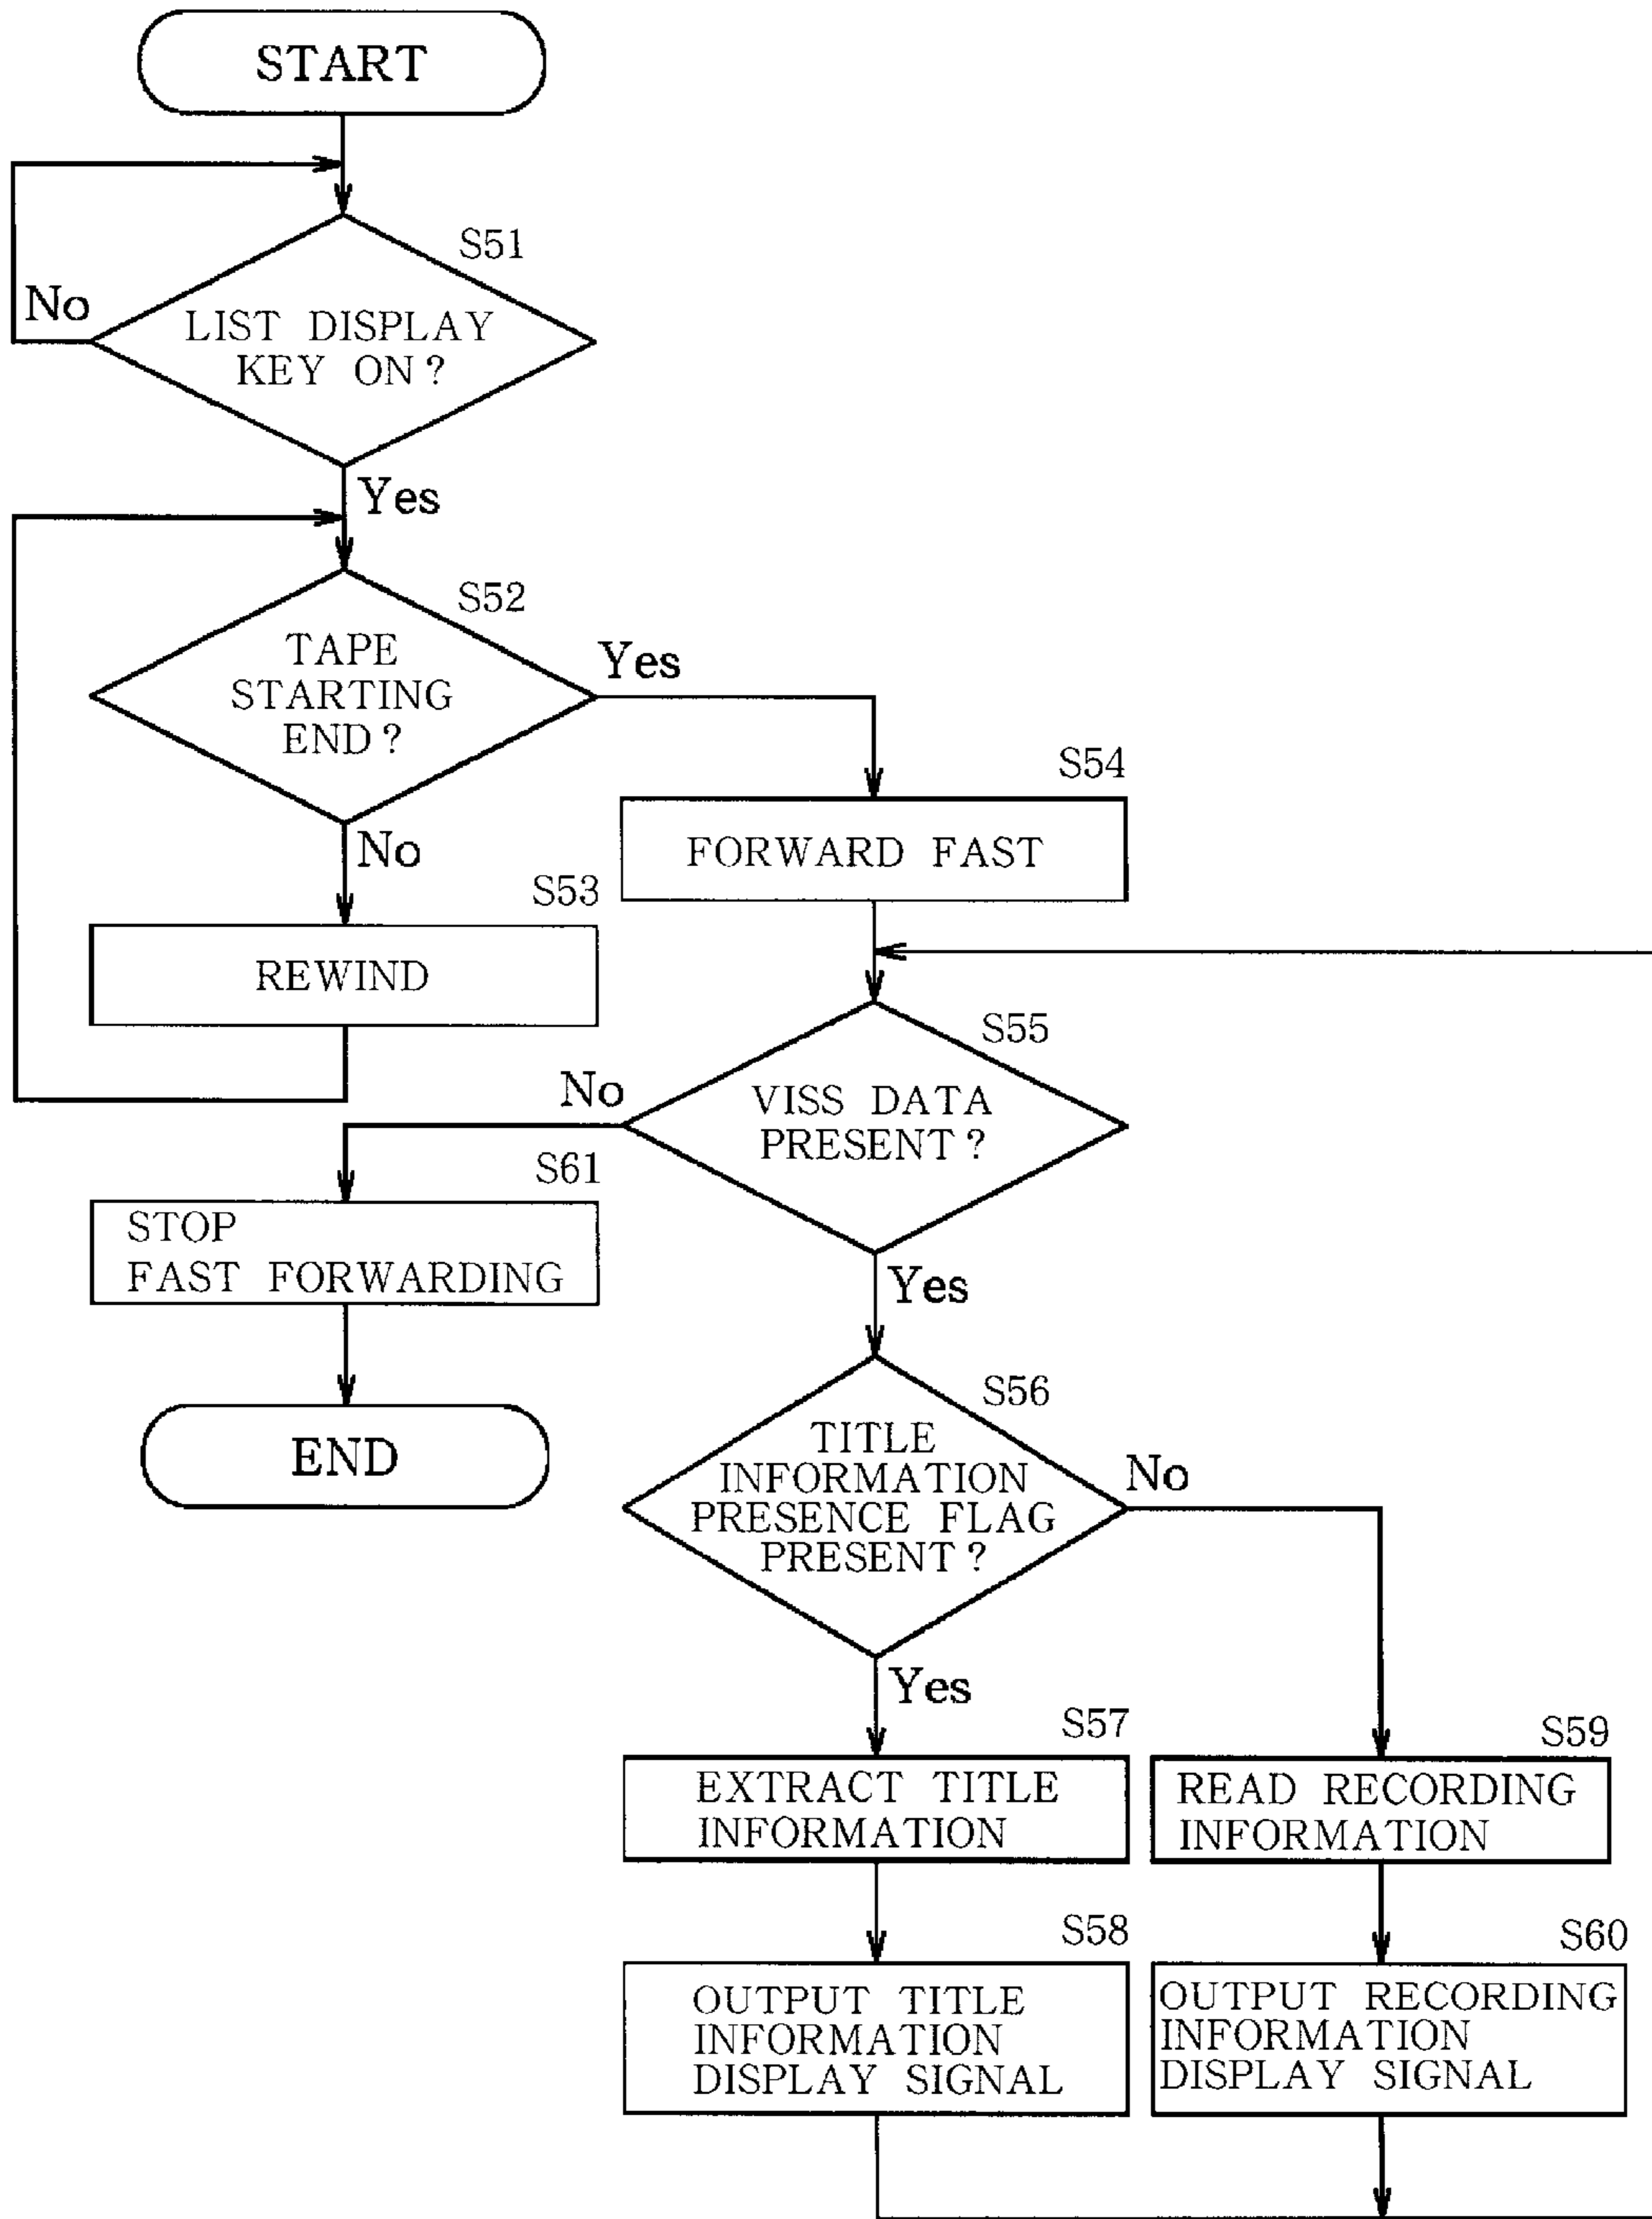 START
S51
No
LIST DISPLAY
KEY ON?
Yes
S52
TAPE
STARTING
END?
Yes
No
S53
REWIND
S54
FORWARD FAST
S55
VISS DATA
PRESENT?
No
S61
STOP
FAST FORWARDING
END
Yes
S56
TITLE
INFORMATION
PRESENCE FLAG
PRESENT?
No
Yes
S57
EXTRACT TITLE
INFORMATION
S59
READ RECORDING
INFORMATION
S58
OUTPUT TITLE
INFORMATION
DISPLAY SIGNAL
S60
OUTPUT RECORDING
INFORMATION
DISPLAY SIGNAL